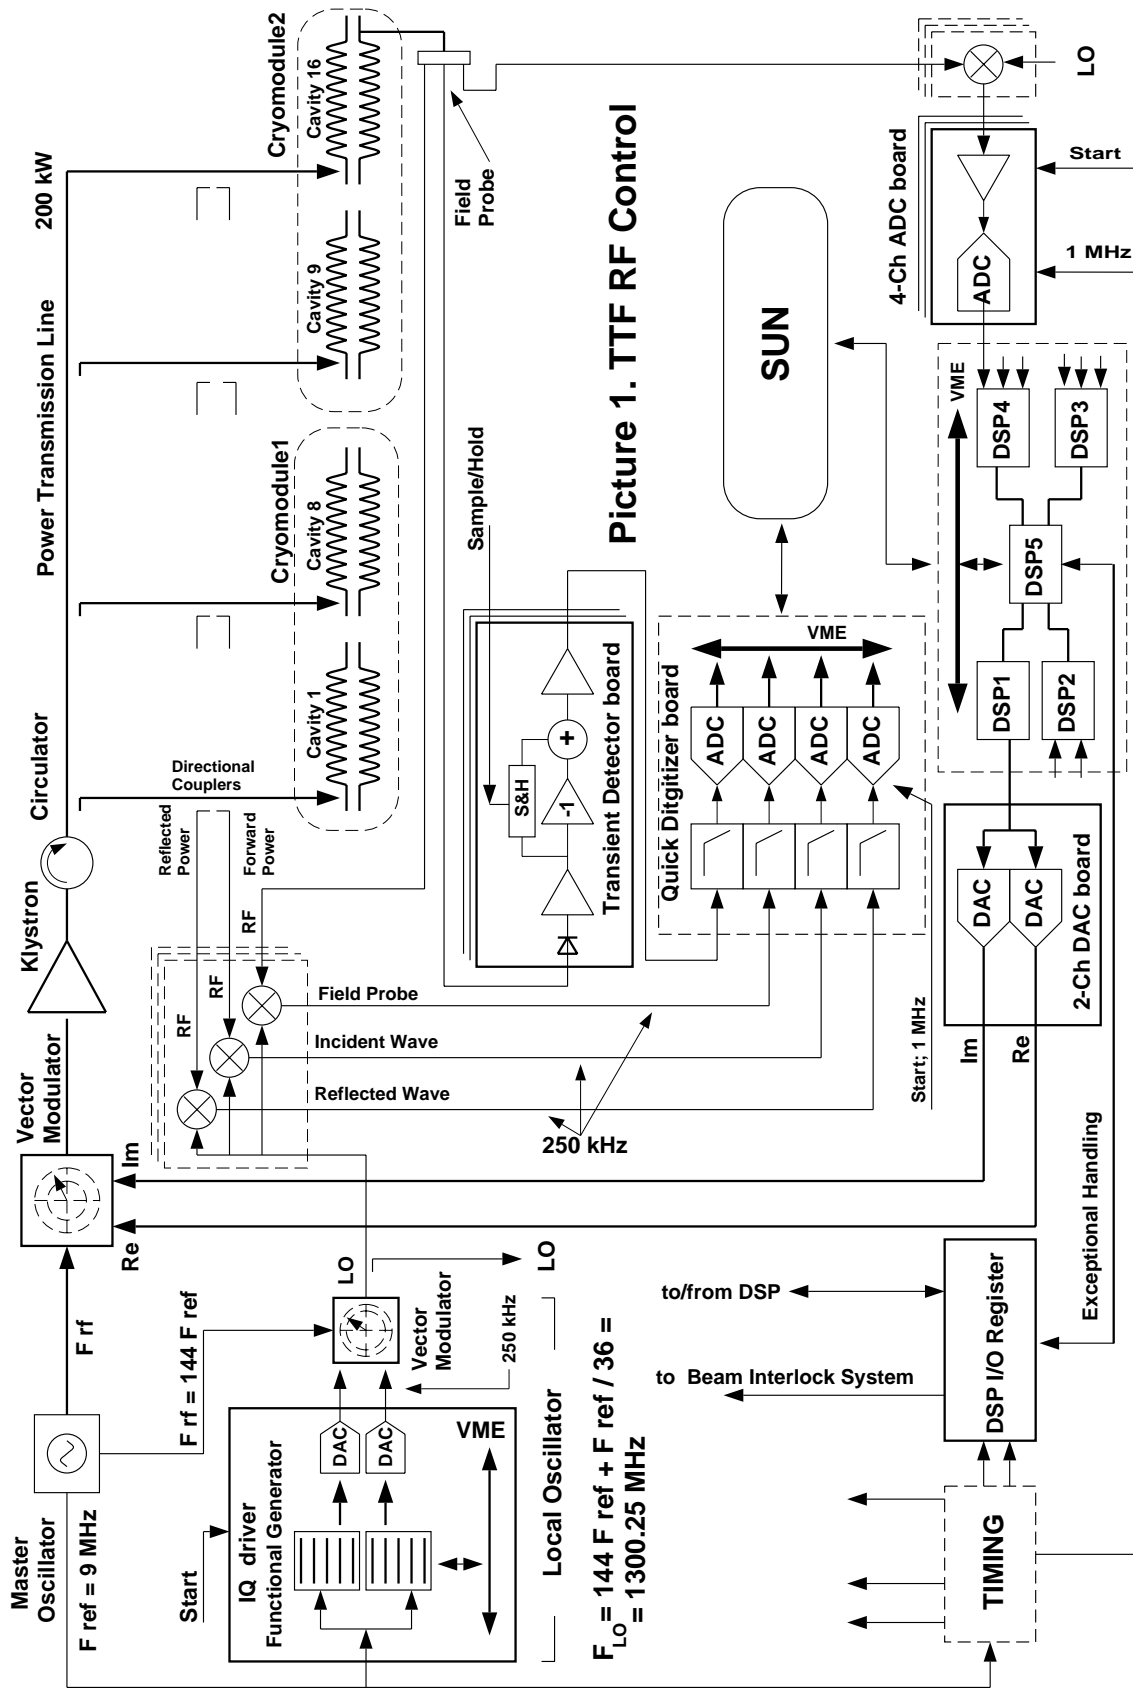 Master
Oscillator
F ref = 9 MHz
F rf
F rf = 144 F ref
Vector
Modulator
Re
Im
Klystron
Circulator
Power Transmission Line
200 kW
Directional
Couplers
Reflected
Power
Forward
Power
RF
RF
RF
Cryomodule1
Cavity 1
Cavity 8
Cryomodule2
Cavity 9
Cavity 16
Field
Probe
LO
Start
IQ driver
Functional Generator
DAC
DAC
VME
Vector
Modulator
250 kHz
LO
LO
Local Oscillator
F LO = 144 F ref + F ref / 36 =
= 1300.25 MHz
Field Probe
Incident Wave
Reflected Wave
250 kHz
Sample/Hold
S&H
-1
+
Transient Detector board
Picture 1. TTF RF Control
Quick Ditgitizer board
ADC
ADC
ADC
ADC
VME
Start; 1 MHz
SUN
4-Ch ADC board
ADC
Start
1 MHz
VME
DSP4
DSP3
DSP5
DSP1
DSP2
DAC
DAC
2-Ch DAC board
Im
Re
Exceptional Handling
to/from DSP
to Beam Interlock System
DSP I/O Register
TIMING